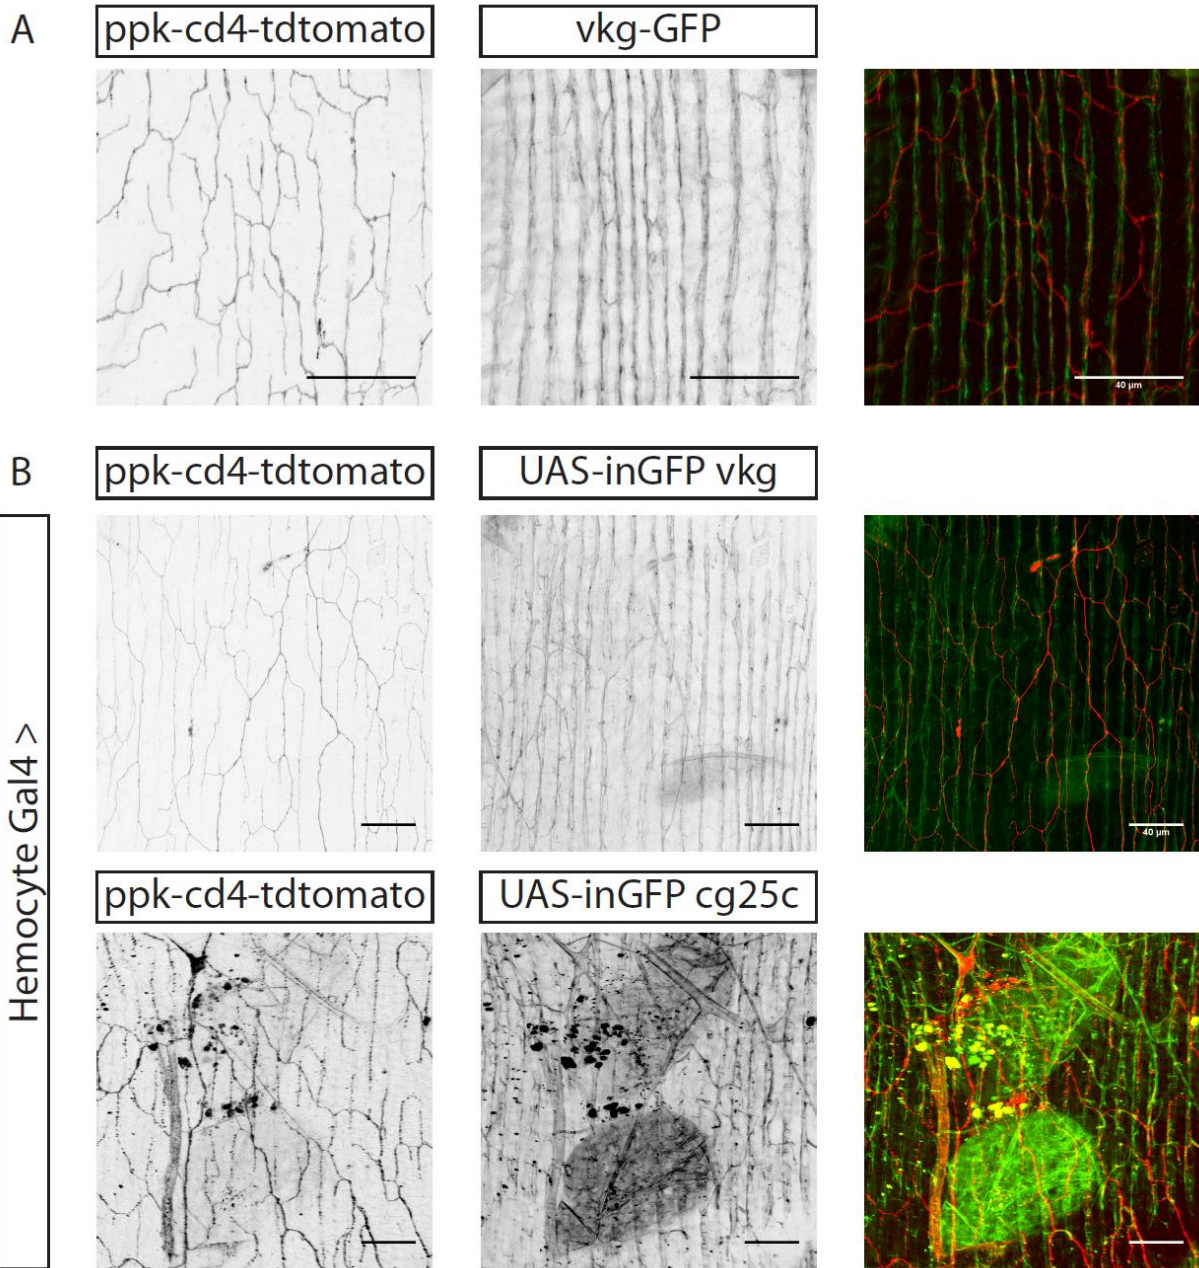 A
ppk-cd4-tdtomato
vkg-GFP
40 µm
B
ppk-cd4-tdtomato
UAS-inGFP vkg
40 µm
Hemocyte Gal4 >
ppk-cd4-tdtomato
UAS-inGFP cg25c